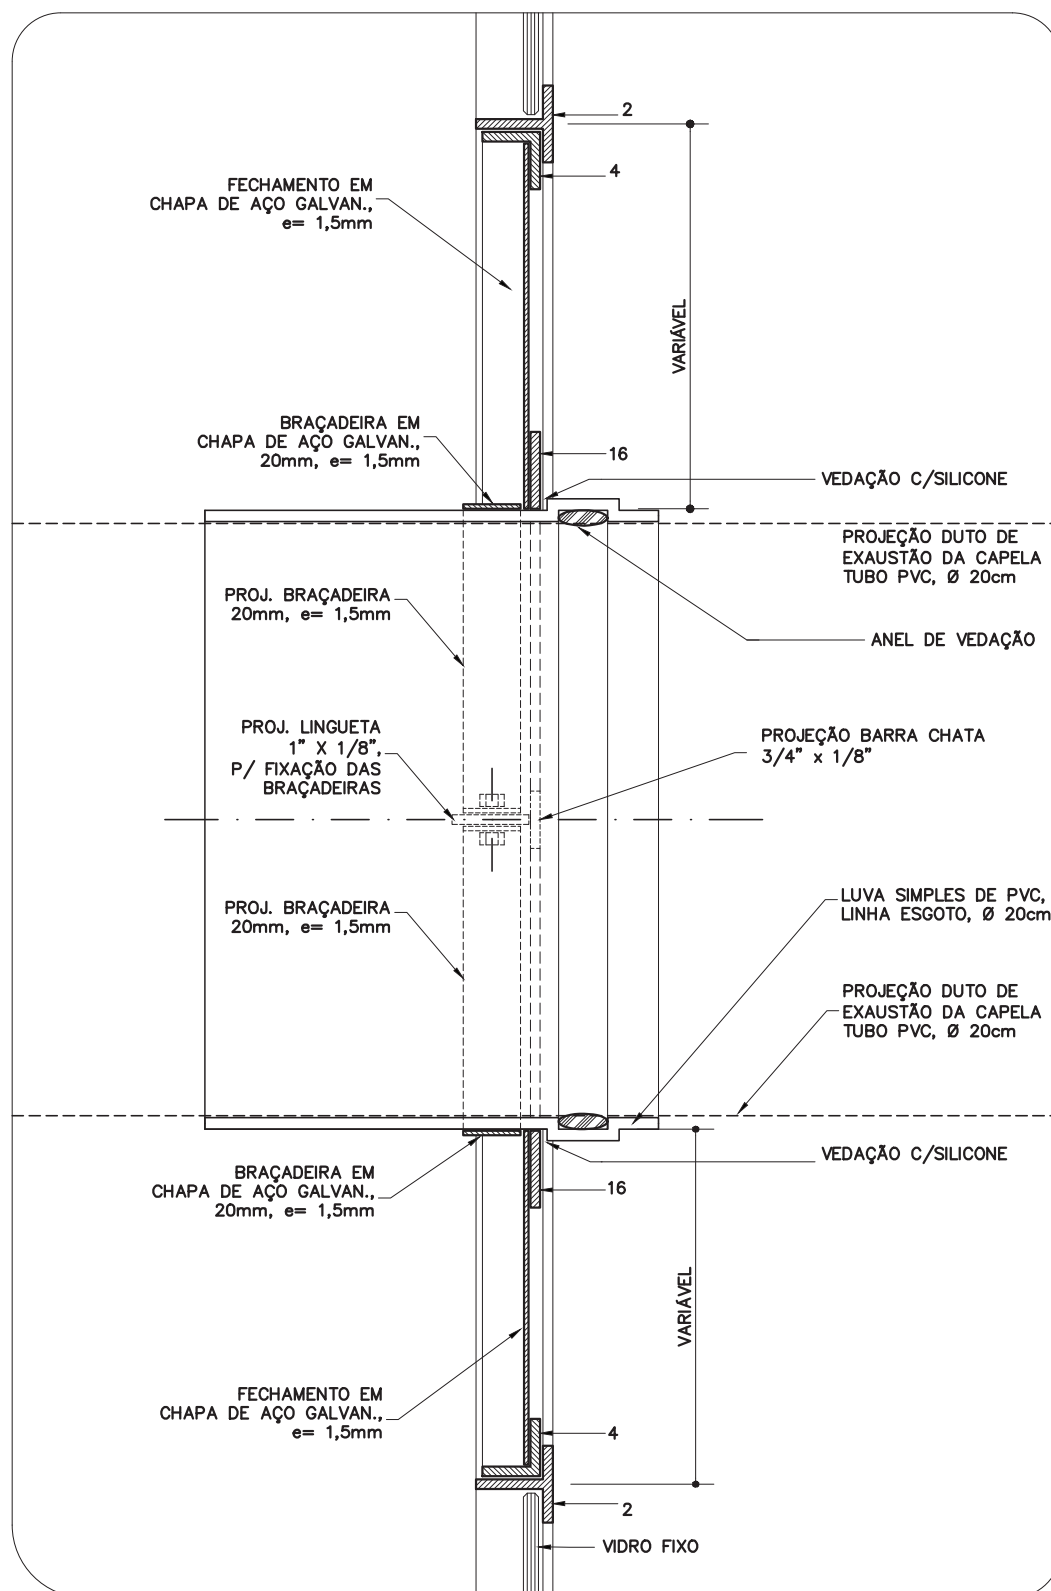 2
4
FECHAMENTO EM
CHAPA DE AÇO GALVAN.,
e= 1,5mm
VARIÁVEL
BRAÇADEIRA EM
CHAPA DE AÇO GALVAN.,
20mm, e= 1,5mm
16
VEDAÇÃO C/SILICONE
PROJEÇÃO DUTO DE
EXAUSTÃO DA CAPELA
TUBO PVC, Ø 20cm
PROJ. BRAÇADEIRA
20mm, e= 1,5mm
ANEL DE VEDAÇÃO
PROJ. LINGUETA
1" X 1/8",
P/ FIXAÇÃO DAS
BRAÇADEIRAS
PROJEÇÃO BARRA CHATA
3/4" x 1/8"
PROJ. BRAÇADEIRA
20mm, e= 1,5mm
LUVA SIMPLES DE PVC,
LINHA ESGOTO, Ø 20cm
PROJEÇÃO DUTO DE
EXAUSTÃO DA CAPELA
TUBO PVC, Ø 20cm
VEDAÇÃO C/SILICONE
BRAÇADEIRA EM
CHAPA DE AÇO GALVAN.,
20mm, e= 1,5mm
16
VARIÁVEL
FECHAMENTO EM
CHAPA DE AÇO GALVAN.,
e= 1,5mm
4
2
VIDRO FIXO